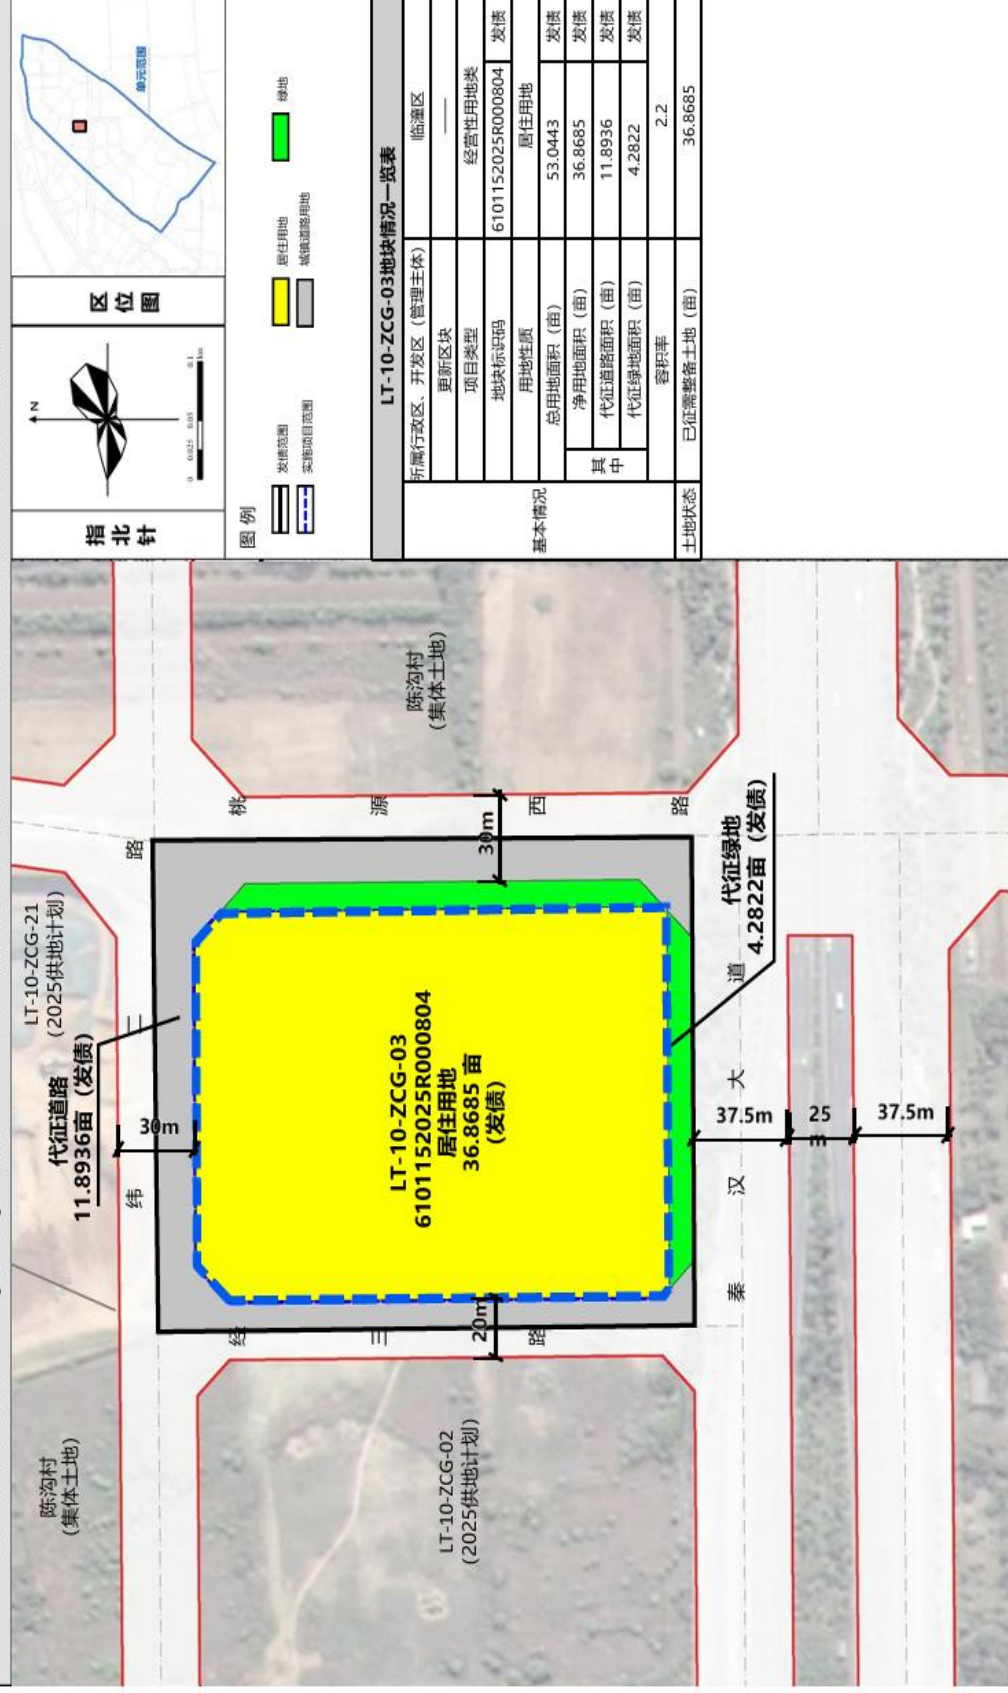 指北针
N
0 0.025 0.05 0.1
km
区位图
单元范围
图 例
发债范围
居住用地
绿地
实施项目范围
城镇道路用地
LT-10-ZCG-03地块情况一览表
基本情况
所属行政区、开发区（管理主体） 临潼区
更新区块 ——
项目类型 经营性用地类
地块标识码 6101152025R000804 发债
用地性质 居住用地
总用地面积（亩） 53.0443 发债
其中
净用地面积（亩） 36.8685 发债
代征道路面积（亩） 11.8936 发债
代征绿地面积（亩） 4.2822 发债
容积率 2.2
土地状态 已征需整备土地（亩） 36.8685
陈沟村
（集体土地）
代征道路
11.8936亩（发债）
LT-10-ZCG-21
（2025供地计划）
纬 二 路
30m
LT-10-ZCG-03
6101152025R000804
居住用地
36.8685 亩
（发债）
经三路
20m
桃源西路
30m
陈沟村
（集体土地）
LT-10-ZCG-02
（2025供地计划）
代征绿地
4.2822亩（发债）
秦 汉 大 道
37.5m
25m
37.5m